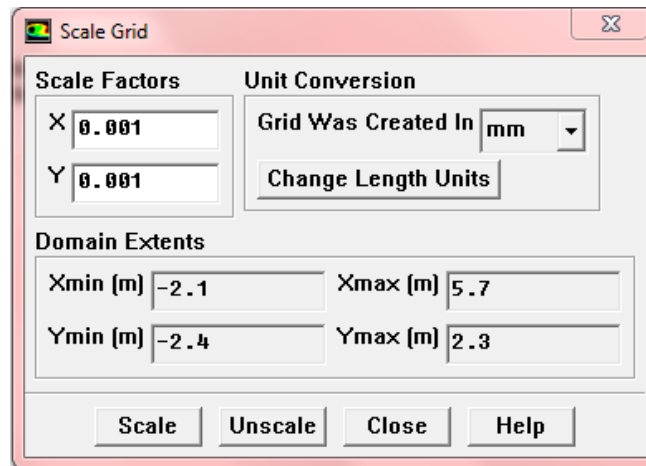 Scale Grid
Scale Factors
X 0.001
Y 0.001
Unit Conversion
Grid Was Created In mm
Change Length Units
Domain Extents
Xmin (m) -2.1 Xmax (m) 5.7
Ymin (m) -2.4 Ymax (m) 2.3
Scale Unscale Close Help